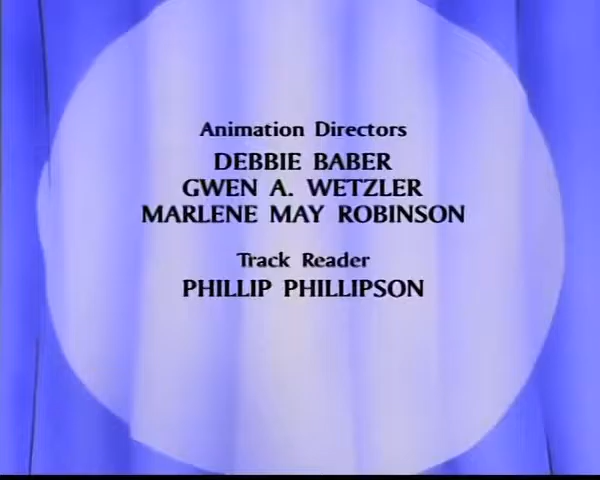 Animation Directors
DEBBIE BABER
GWEN A. WETZLER
MARLENE MAY ROBINSON
Track Reader
PHILLIP PHILLIPSON